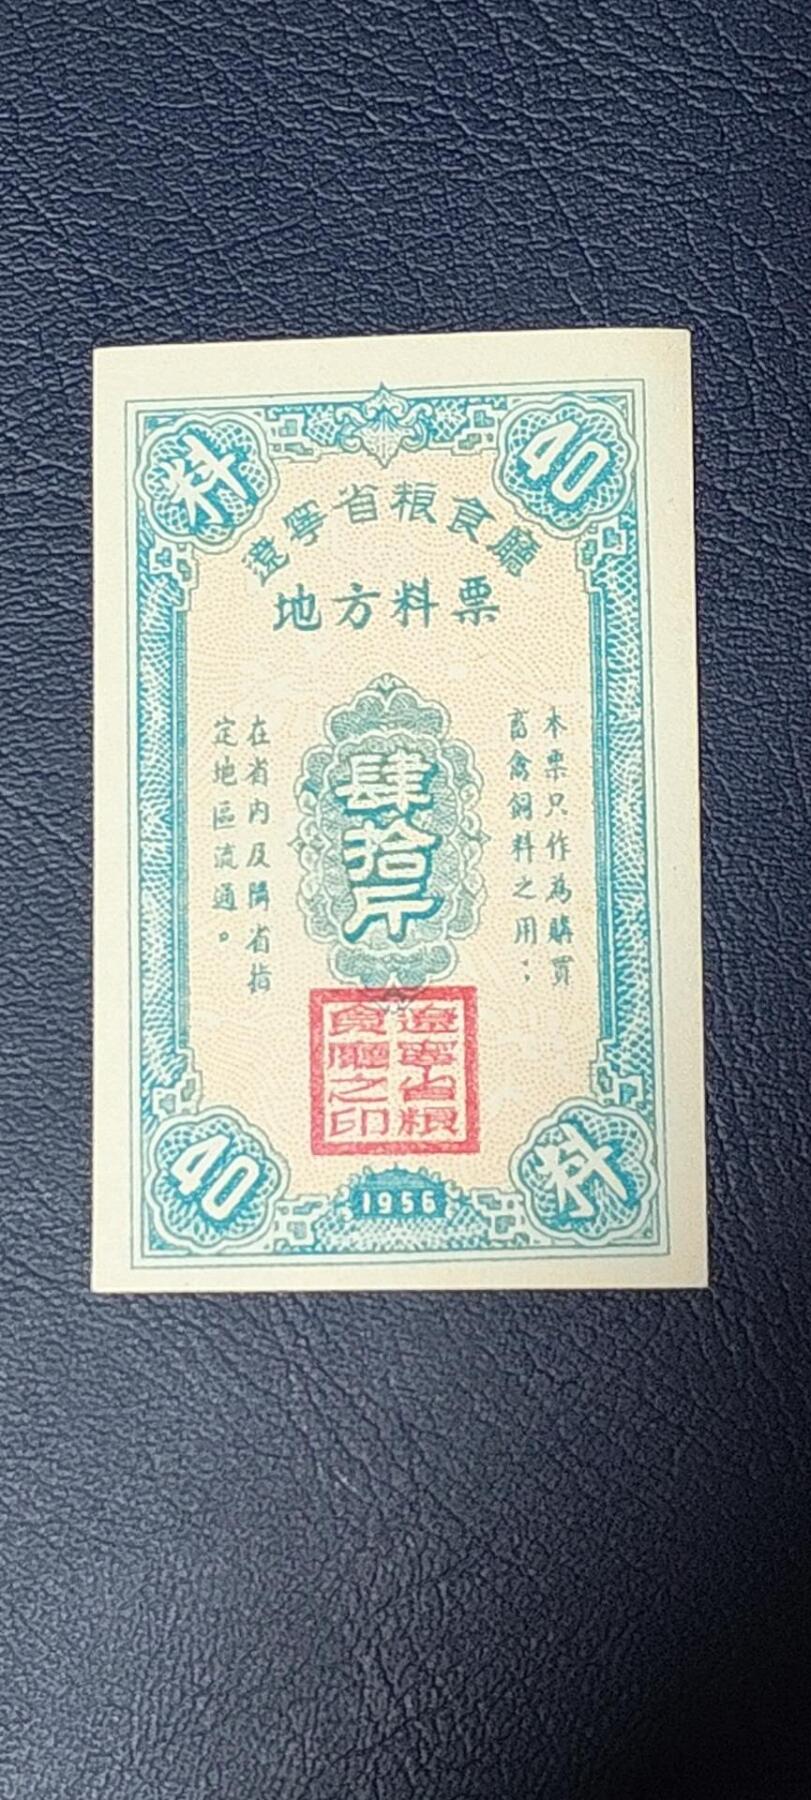 料
40
遼寧省粮食廳
地方料票
本票只作為購買
畜禽飼料之用；
肆拾斤
在省内及隣省指
定地區流通。
遼寧省粮
食廳之印
40
1956
料